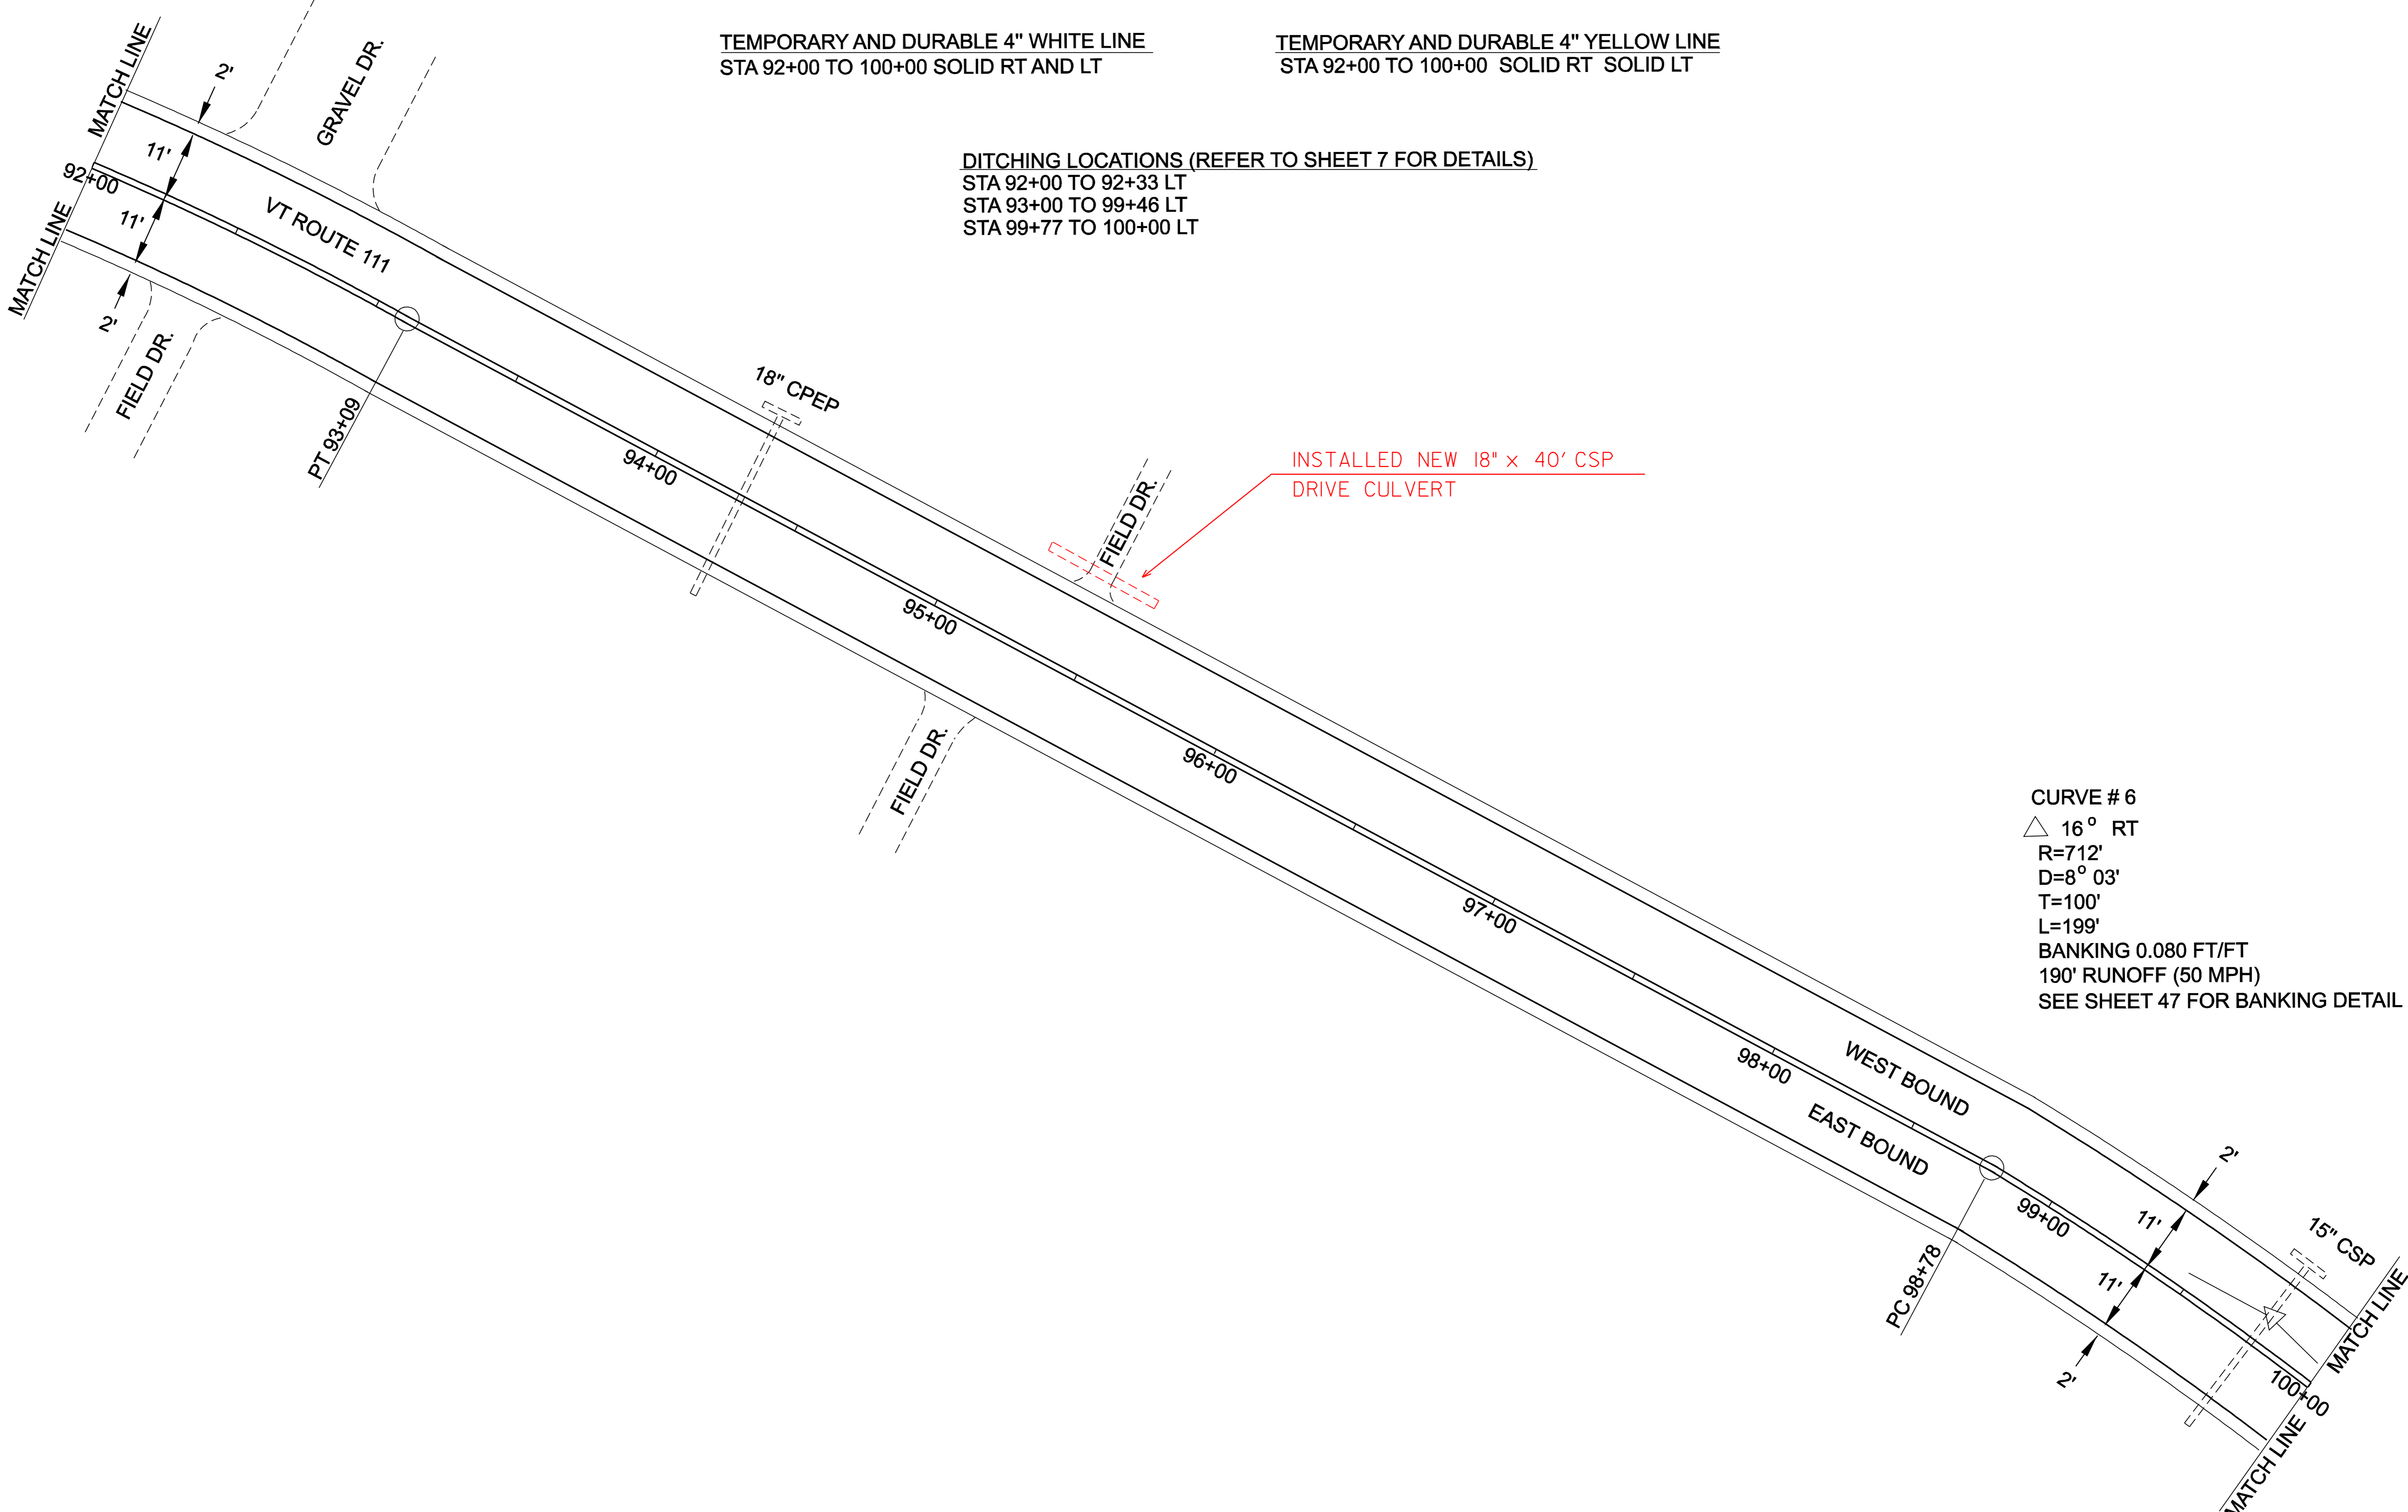 TEMPORARY AND DURABLE 4" WHITE LINE
STA 92+00 TO 100+00 SOLID RT AND LT
TEMPORARY AND DURABLE 4" YELLOW LINE
STA 92+00 TO 100+00 SOLID RT SOLID LT
DITCHING LOCATIONS (REFER TO SHEET 7 FOR DETAILS)
STA 92+00 TO 92+33 LT
STA 93+00 TO 99+46 LT
STA 99+77 TO 100+00 LT
MATCH LINE
2'
GRAVEL DR.
11'
92+00
11'
MATCH LINE
VT ROUTE 111
2'
FIELD DR.
PT 93+09
18" CPEP
94+00
INSTALLED NEW 18" x 40' CSP
DRIVE CULVERT
FIELD DR.
95+00
FIELD DR.
96+00
97+00
CURVE # 6
△ 16° RT
R=712'
D=8° 03'
T=100'
L=199'
BANKING 0.080 FT/FT
190' RUNOFF (50 MPH)
SEE SHEET 47 FOR BANKING DETAIL
98+00
WEST BOUND
EAST BOUND
PC 98+78
99+00
2'
11'
11'
2'
15" CSP
MATCH LINE
100+00
MATCH LINE